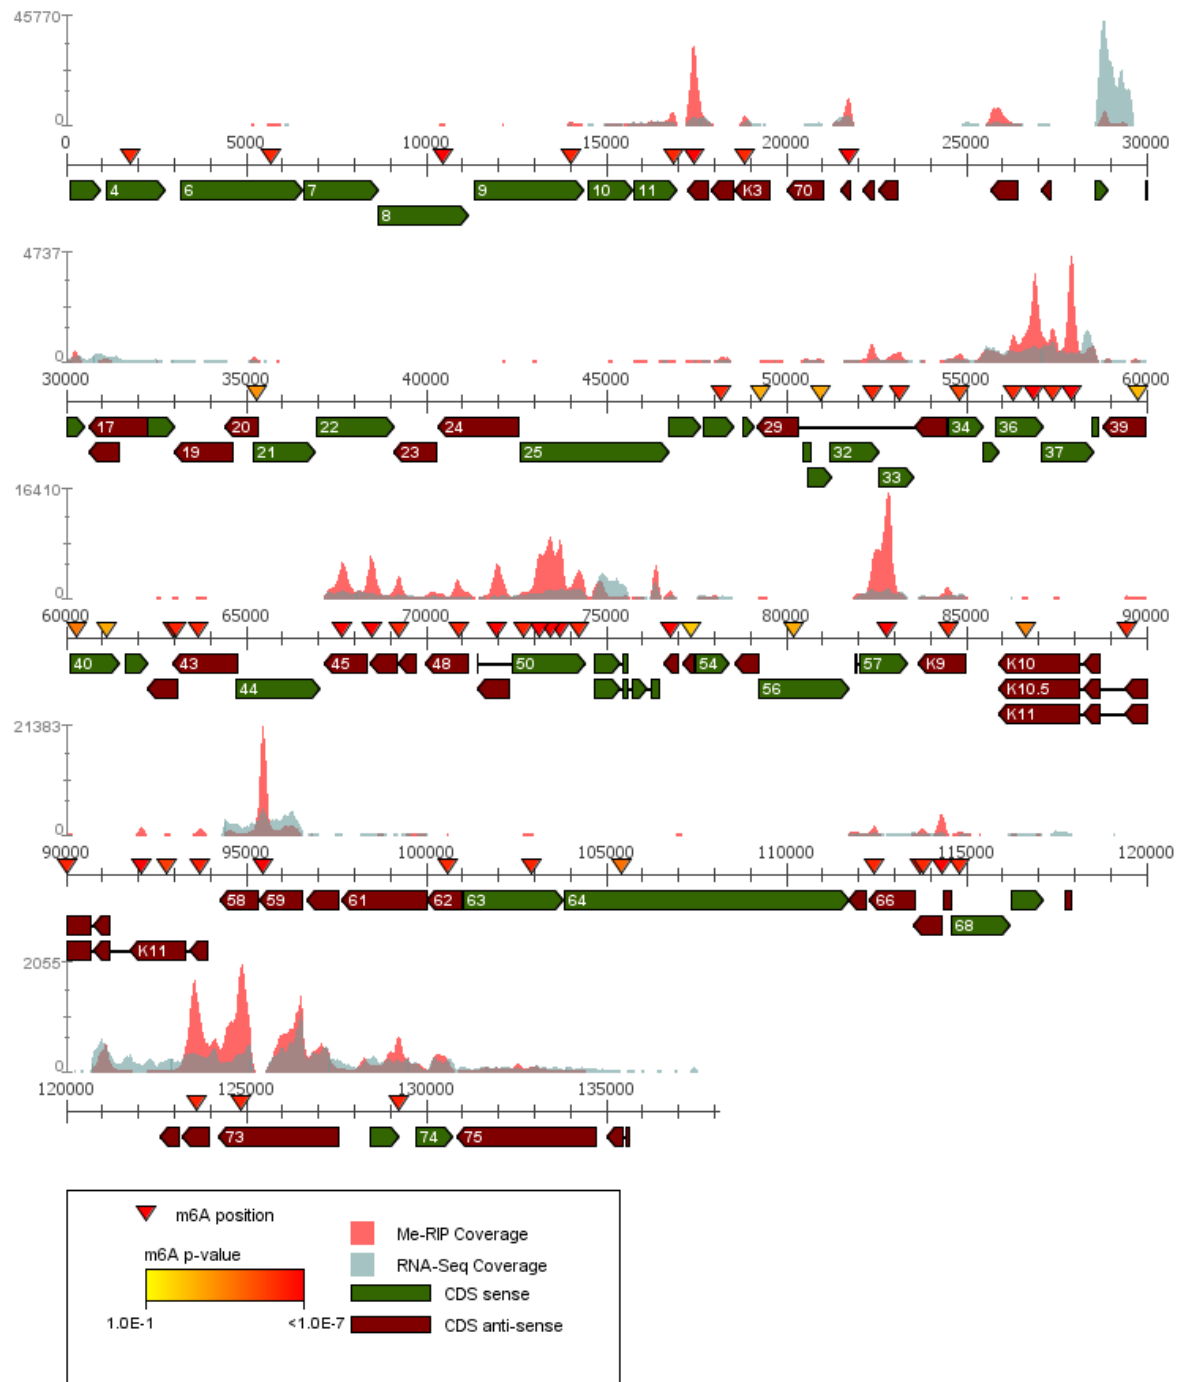 45770
0
0 5000 10000 15000 20000 25000 30000
4 6 7 9 10 11 K3 70
8
4737
0
30000 35000 40000 45000 50000 55000 60000
17 20 22 24 29 34 36 39
19 21 23 25 32 37
33
16410
0
60000 65000 70000 75000 80000 85000 90000
40 43 45 48 50 54 57 K9 K10
44 56 K10.5
K11
21383
0
90000 95000 100000 105000 110000 115000 120000
58 59 61 62 63 64 66
68
K11
2055
0
120000 125000 130000 135000
73 74 75
m6A position
m6A p-value
1.0E-1 <1.0E-7
Me-RIP Coverage
RNA-Seq Coverage
CDS sense
CDS anti-sense